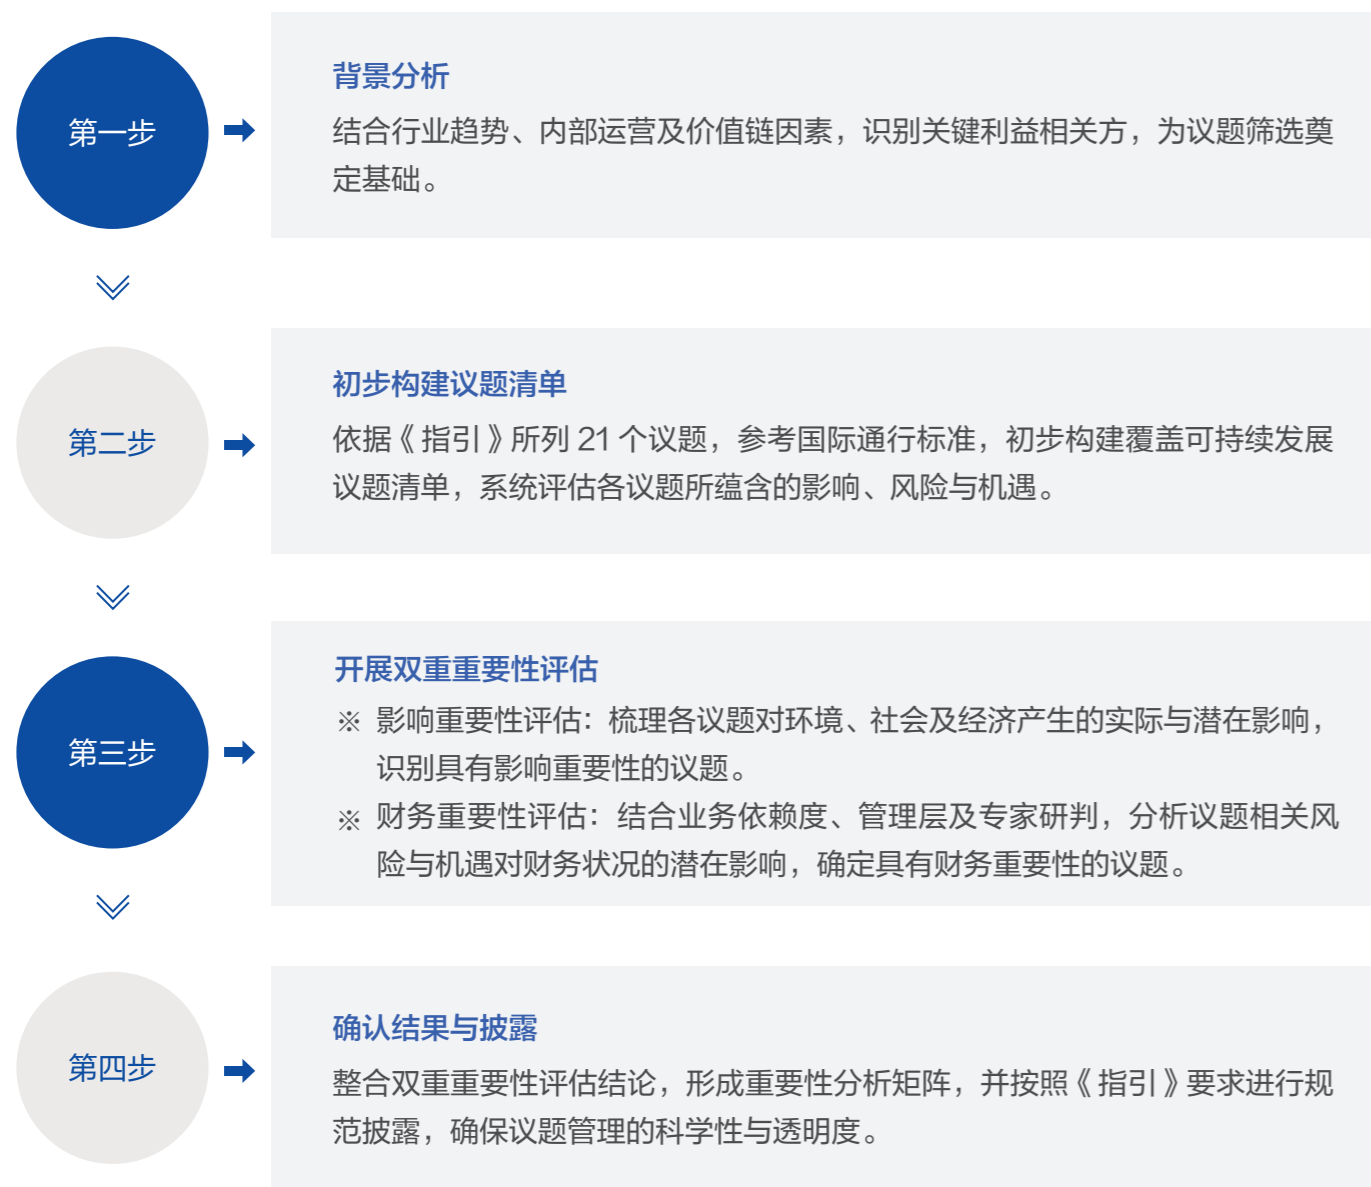 第一步
背景分析
结合行业趋势、内部运营及价值链因素，识别关键利益相关方，为议题筛选奠
定基础。
第二步
初步构建议题清单
依据《指引》所列 21 个议题，参考国际通行标准，初步构建覆盖可持续发展
议题清单，系统评估各议题所蕴含的影响、风险与机遇。
第三步
开展双重重要性评估
※ 影响重要性评估：梳理各议题对环境、社会及经济产生的实际与潜在影响，
识别具有影响重要性的议题。
※ 财务重要性评估：结合业务依赖度、管理层及专家研判，分析议题相关风
险与机遇对财务状况的潜在影响，确定具有财务重要性的议题。
第四步
确认结果与披露
整合双重重要性评估结论，形成重要性分析矩阵，并按照《指引》要求进行规
范披露，确保议题管理的科学性与透明度。